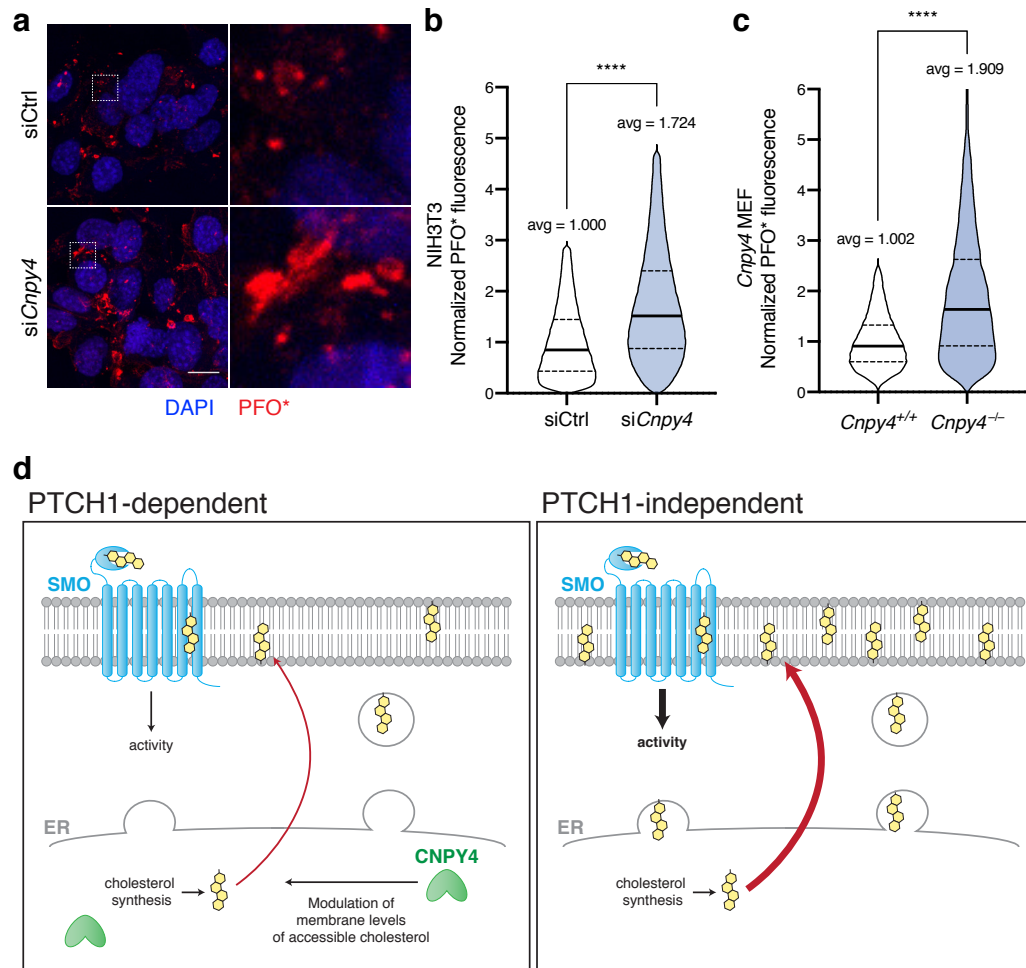 a
siCtrl
siCnpy4
DAPI PFO*
b
NIH3T3
Normalized PFO* fluorescence
6
5
4
3
2
1
0
****
avg = 1.000
avg = 1.724
siCtrl
siCnpy4
c
Cnpy4 MEF
Normalized PFO* fluorescence
6
5
4
3
2
1
0
****
avg = 1.002
avg = 1.909
Cnpy4+/+
Cnpy4−/−
d
PTCH1-dependent
SMO
activity
ER
CNPY4
cholesterol
synthesis
Modulation of
membrane levels
of accessible cholesterol
PTCH1-independent
SMO
activity
ER
cholesterol
synthesis